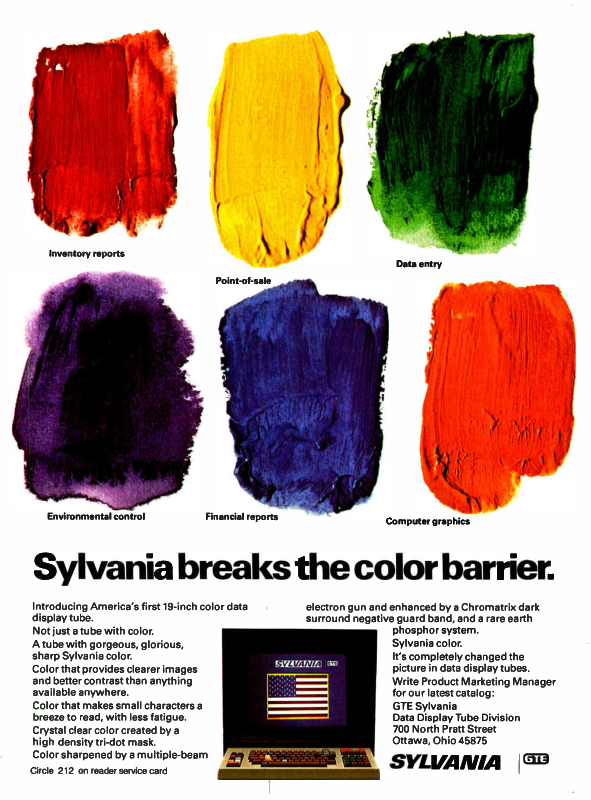 Inventory reports
Point-of-sale
Data entry
Environmental control
Financial reports
Computer graphics
Sylvania breaks the color barrier.
Introducing America's first 19-inch color data
display tube.
Not just a tube with color.
A tube with gorgeous, glorious,
sharp Sylvania color.
Color that provides clearer images
and better contrast than anything
available anywhere.
Color that makes small characters a
breeze to read, with less fatigue.
Crystal clear color created by a
high density tri-dot mask.
Color sharpened by a multiple-beam
electron gun and enhanced by a Chromatrix dark
surround negative guard band, and a rare earth
phosphor system.
Sylvania color.
It's completely changed the
picture in data display tubes.
Write Product Marketing Manager
for our latest catalog:
GTE Sylvania
Data Display Tube Division
700 North Pratt Street
Ottawa, Ohio 45875
SYLVANIA GTE
SYLVANIA GTE
Circle 212 on reader service card